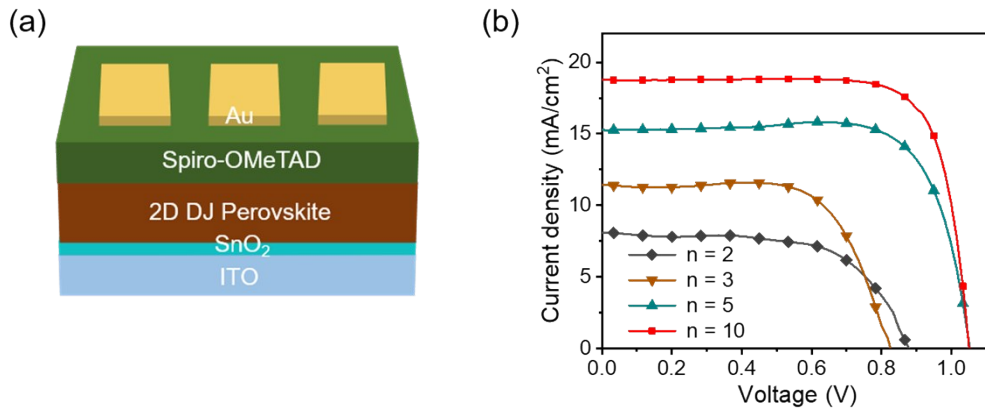 (a)
Au
Spiro-OMeTAD
2D DJ Perovskite
SnO₂
ITO
(b)
Current density (mA/cm²)
20
15
10
5
0
n = 2
n = 3
n = 5
n = 10
0.0 0.2 0.4 0.6 0.8 1.0
Voltage (V)